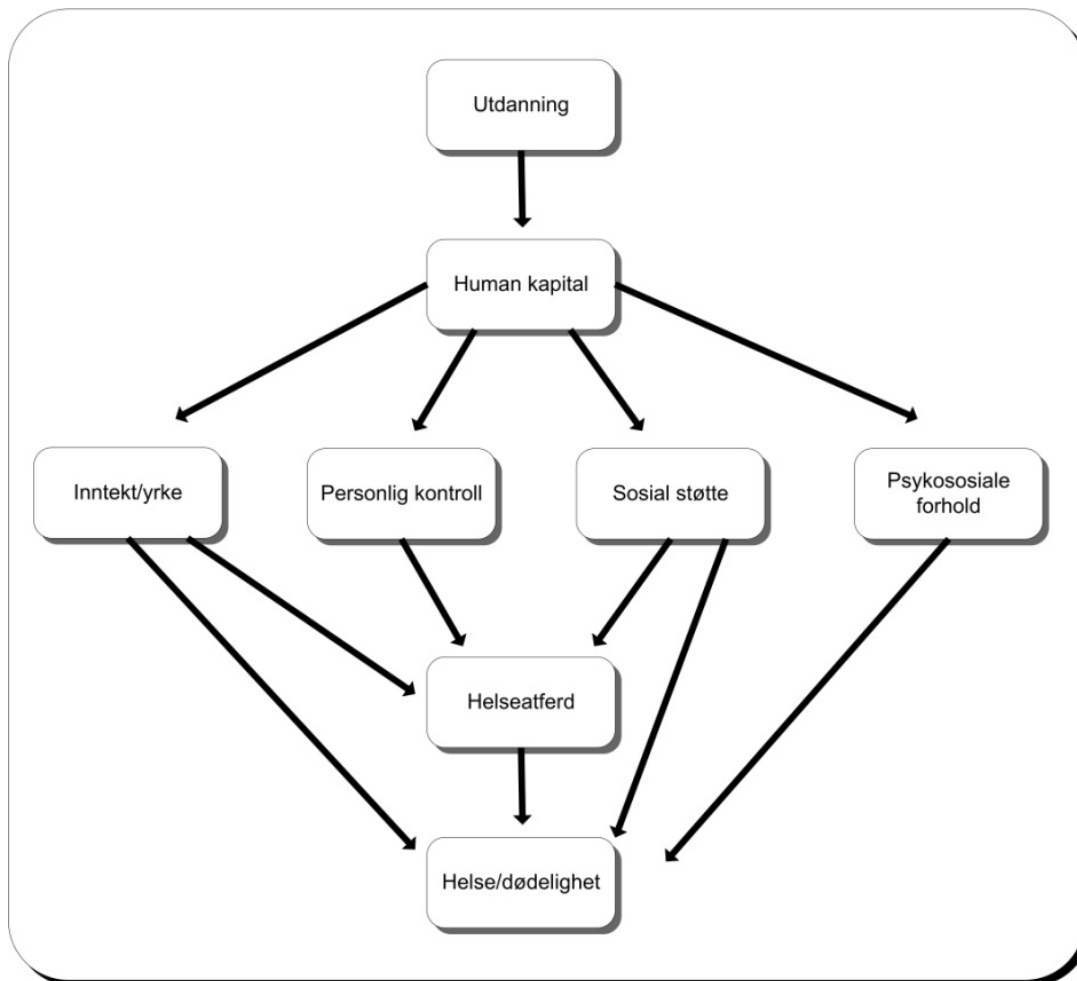 Utdanning
Human kapital
Inntekt/yrke
Personlig kontroll
Sosial støtte
Psykososiale
forhold
Helseatferd
Helse/dødelighet